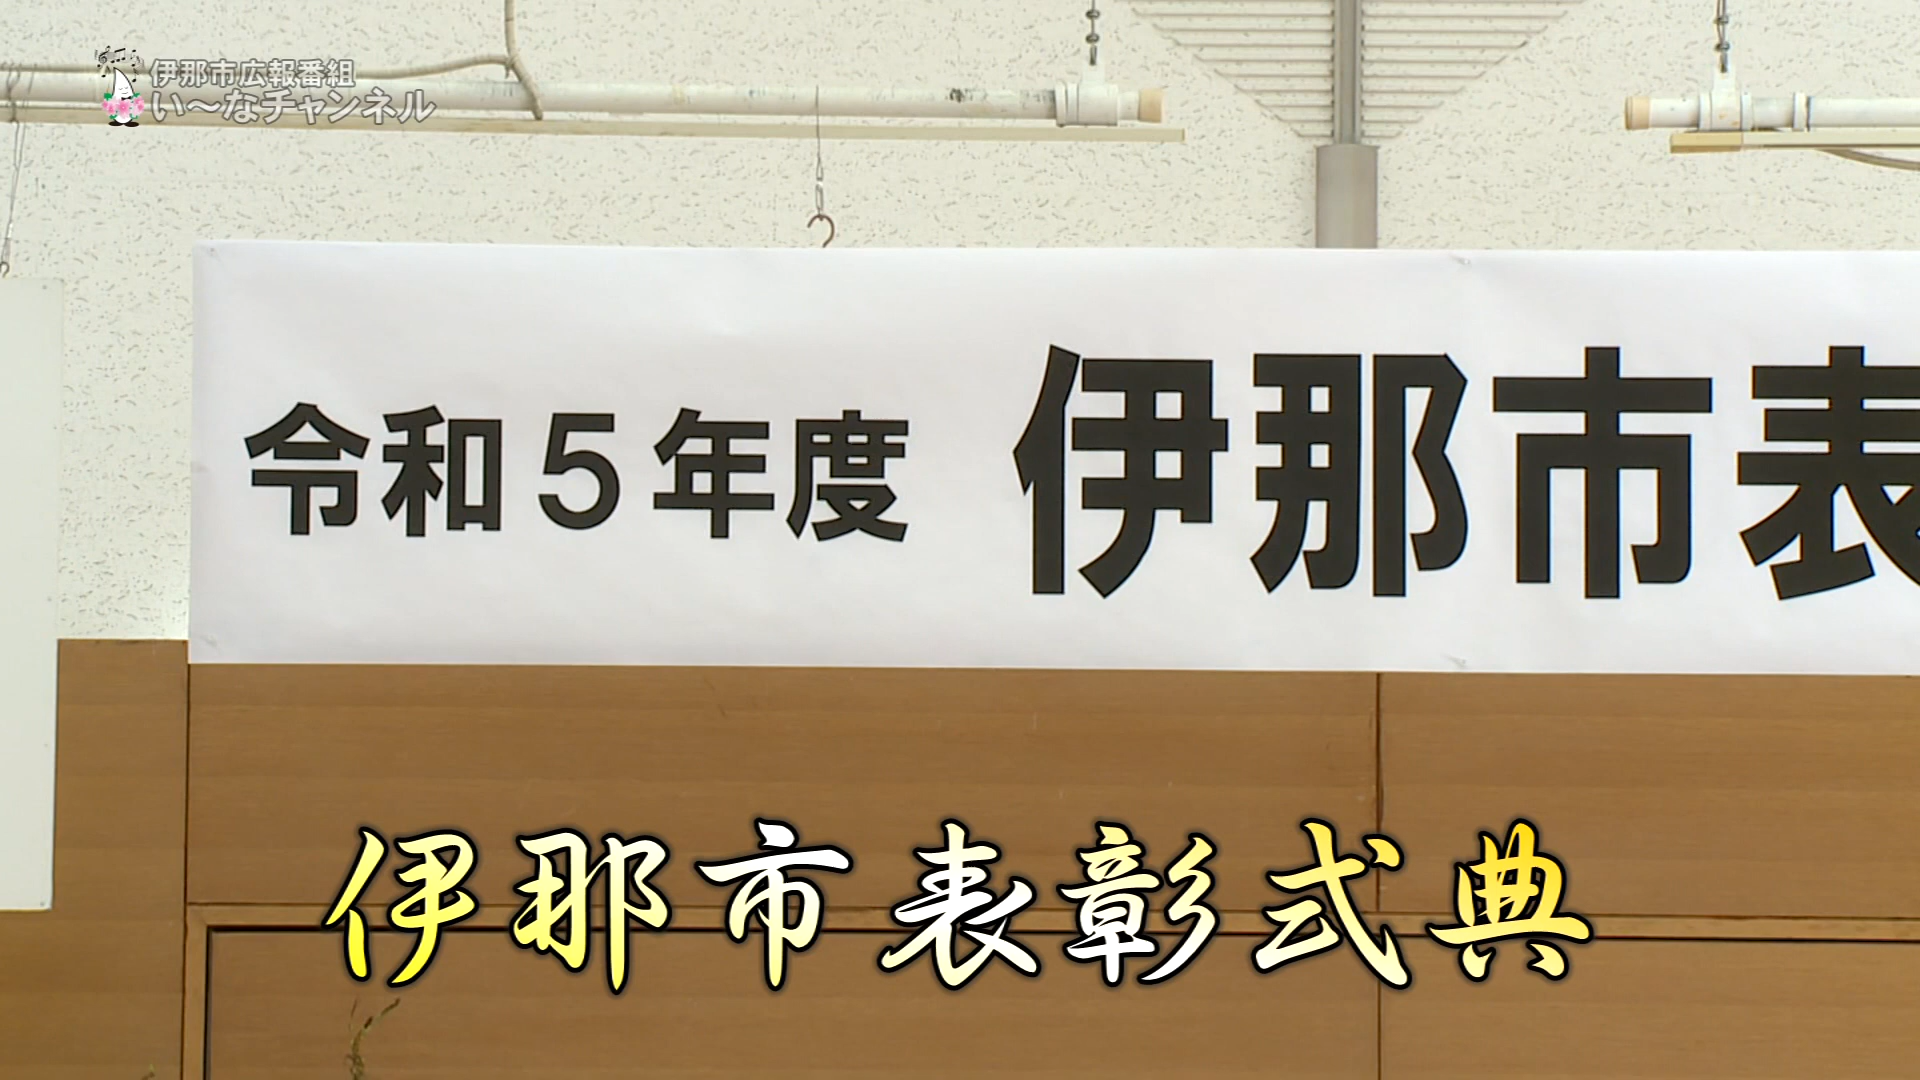 伊那市広報番組
い〜なチャンネル
令和５年度 伊那市表
伊那市表彰式典